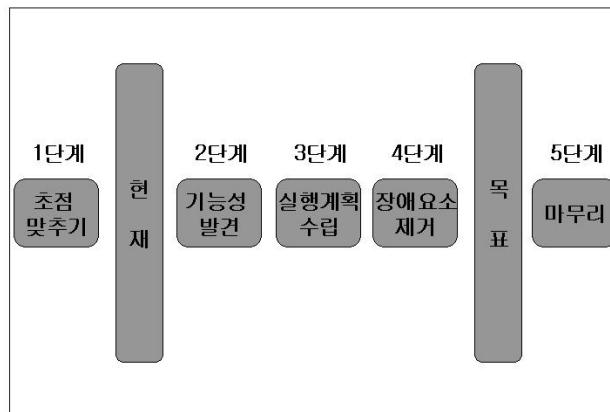 1단계
초점
맞추기
현
재
2단계
기능성
발견
3단계
실행계획
수립
4단계
장애요소
제거
목
표
5단계
마무리